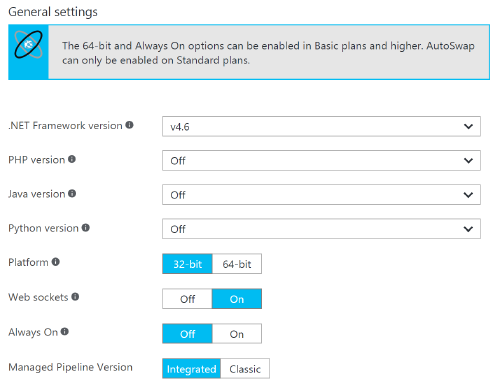 General settings
The 64-bit and Always On options can be enabled in Basic plans and higher. AutoSwap
can only be enabled on Standard plans.
.NET Framework version v4.6
PHP version Off
Java version Off
Python version Off
Platform 32-bit 64-bit
Web sockets Off On
Always On Off On
Managed Pipeline Version Integrated Classic